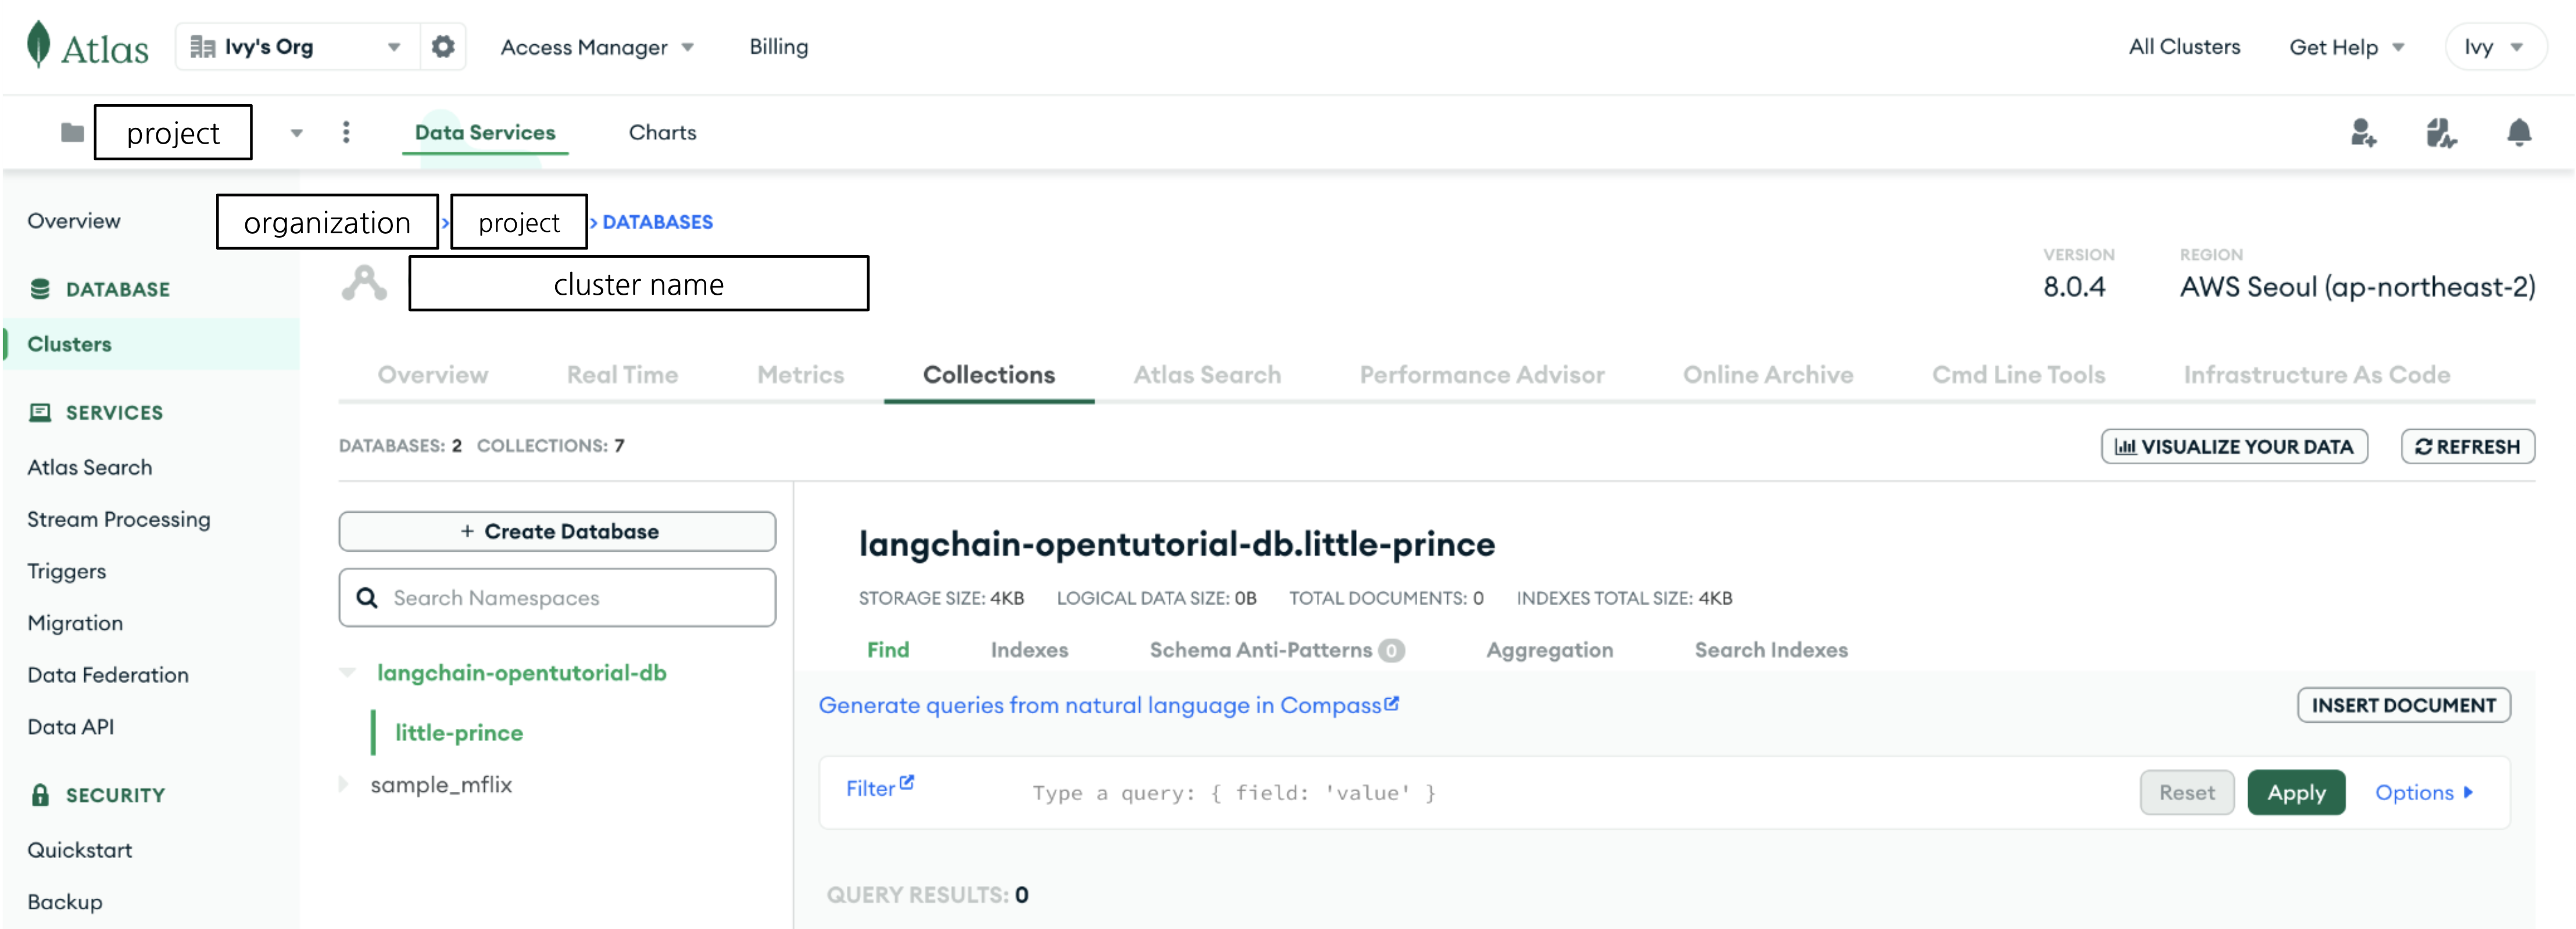 Atlas Ivy's Org Access Manager Billing All Clusters Get Help Ivy
project Data Services Charts
Overview
DATABASE
Clusters
SERVICES
Atlas Search
Stream Processing
Triggers
Migration
Data Federation
Data API
SECURITY
Quickstart
Backup
organization > project > DATABASES
cluster name
VERSION
8.0.4
REGION
AWS Seoul (ap-northeast-2)
Overview Real Time Metrics Collections Atlas Search Performance Advisor Online Archive Cmd Line Tools Infrastructure As Code
DATABASES: 2 COLLECTIONS: 7 VISUALIZE YOUR DATA REFRESH
+ Create Database
Search Namespaces
langchain-opentutorial-db
little-prince
sample_mflix
langchain-opentutorial-db.little-prince
STORAGE SIZE: 4KB LOGICAL DATA SIZE: 0B TOTAL DOCUMENTS: 0 INDEXES TOTAL SIZE: 4KB
Find Indexes Schema Anti-Patterns 0 Aggregation Search Indexes
Generate queries from natural language in Compass INSERT DOCUMENT
Filter Type a query: { field: 'value' } Reset Apply Options
QUERY RESULTS: 0